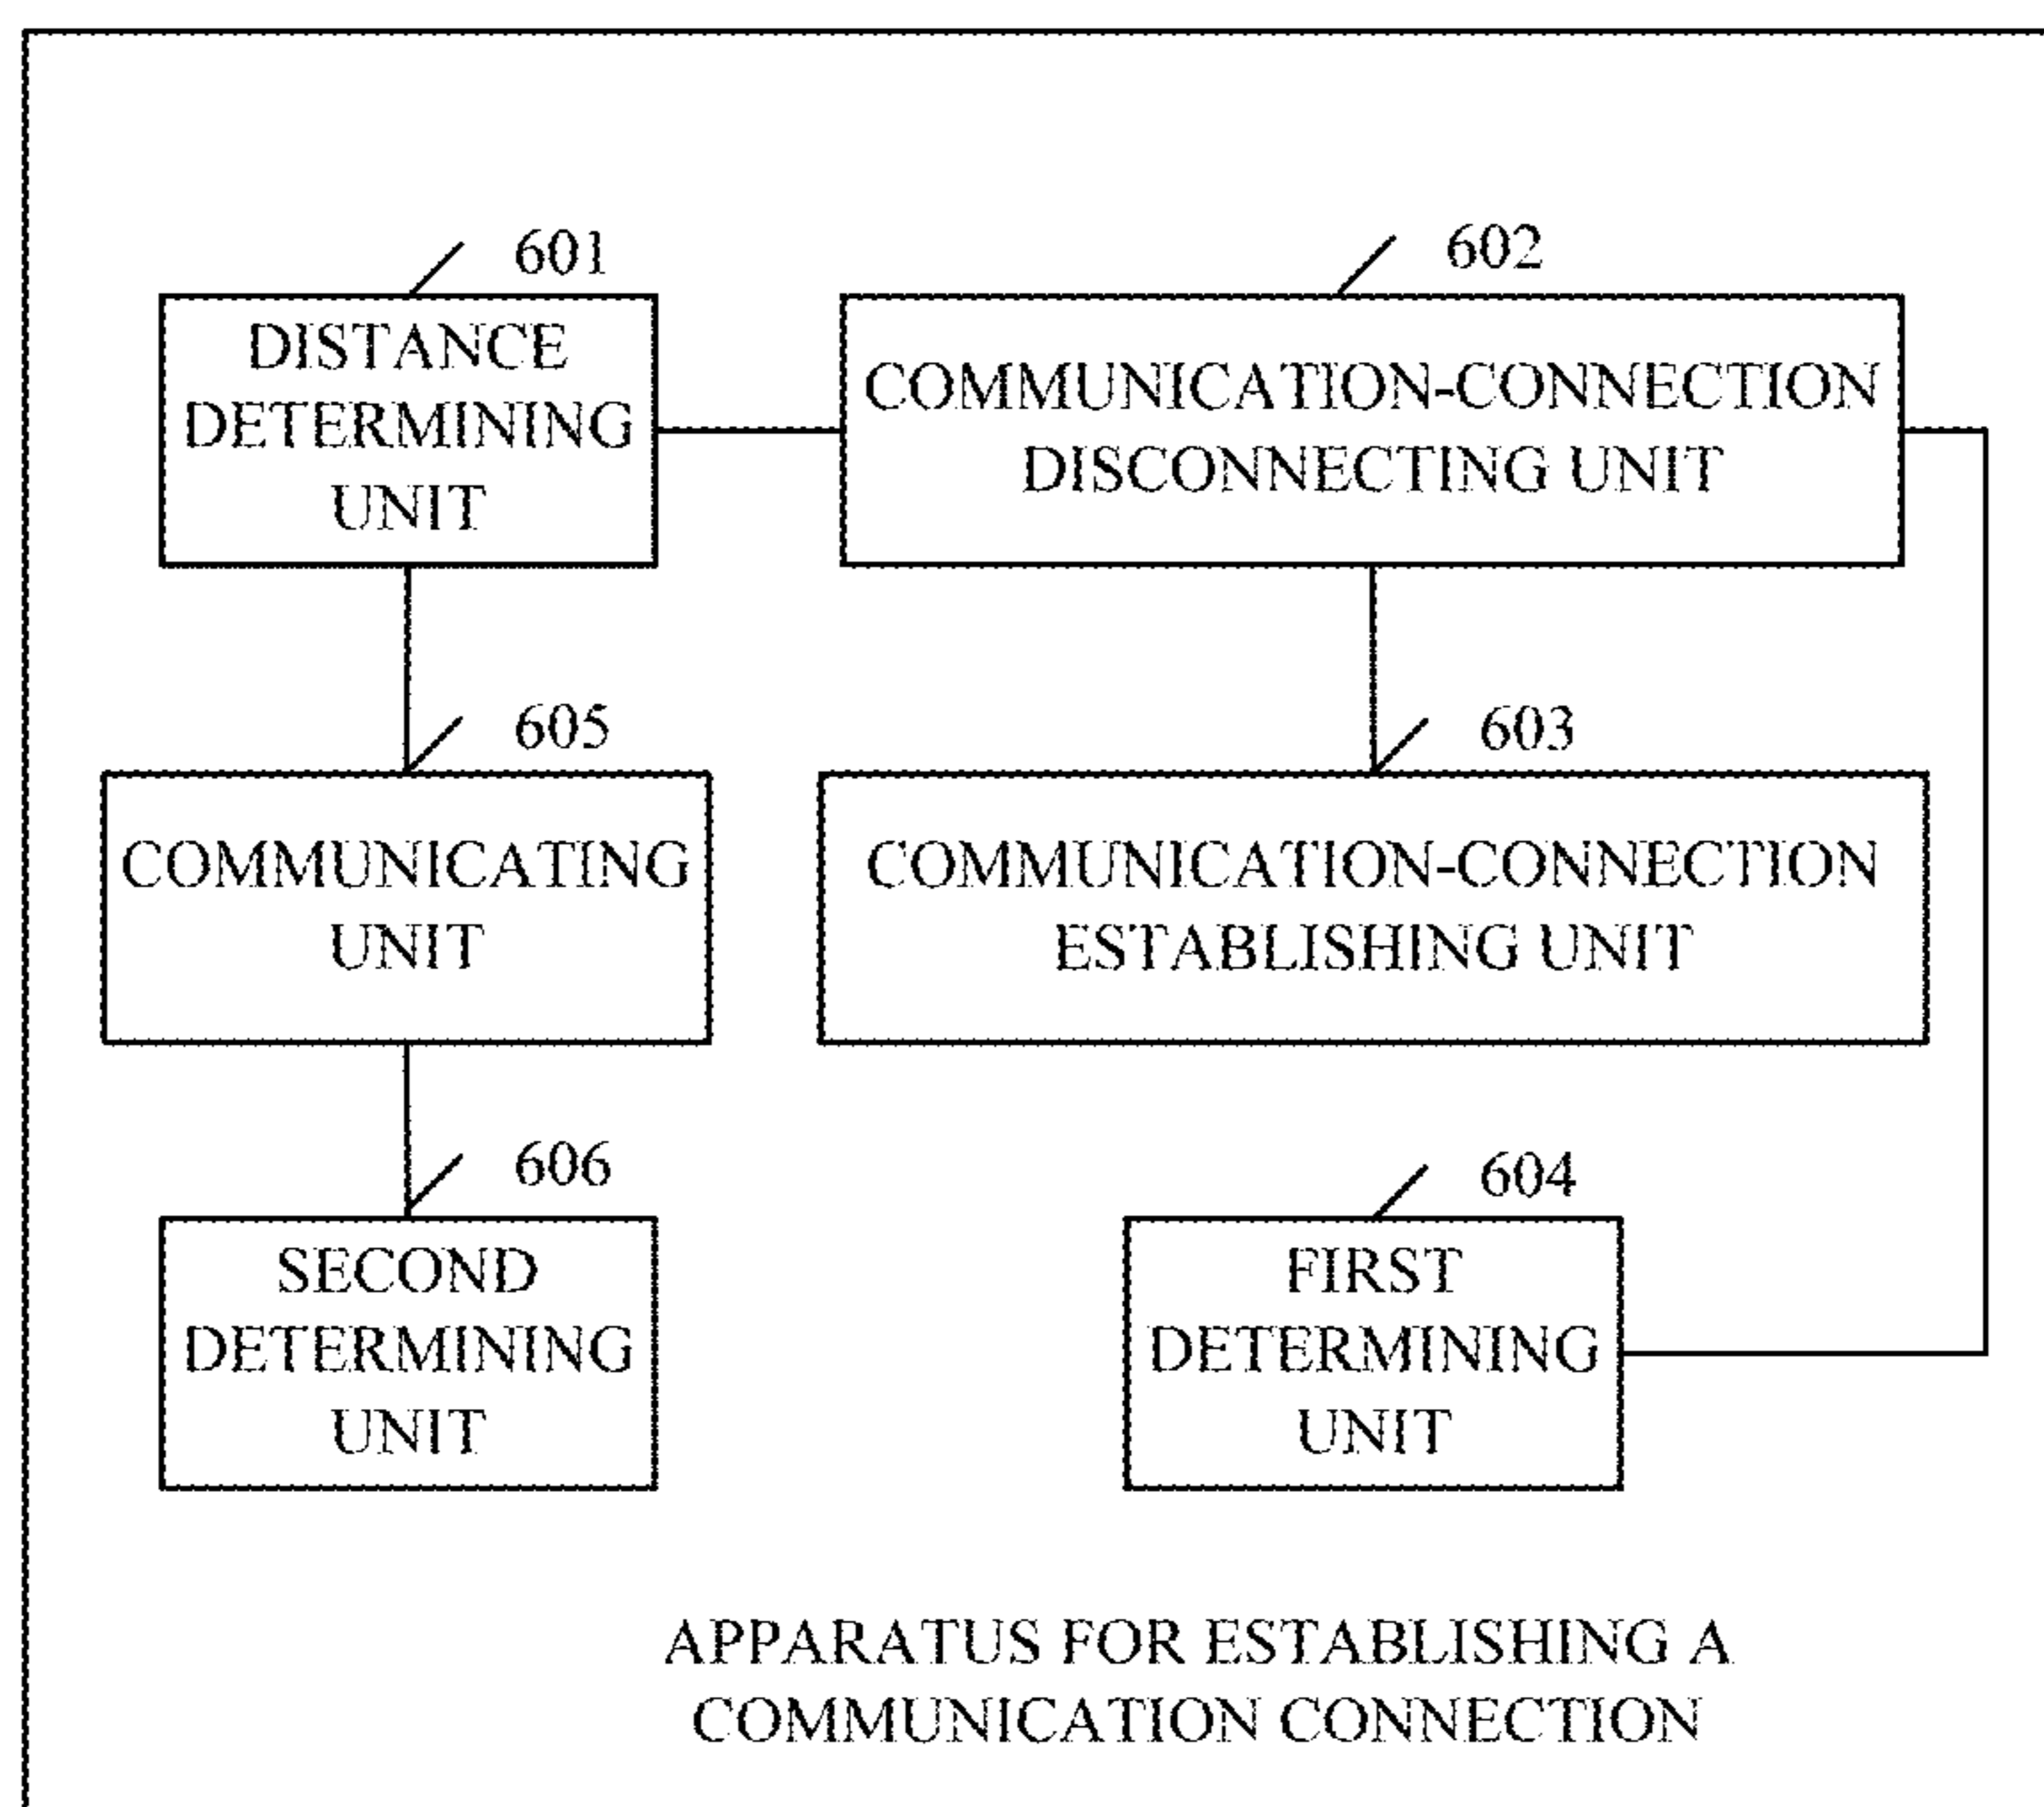 601
DISTANCE
DETERMINING
UNIT
602
COMMUNICATION-CONNECTION
DISCONNECTING UNIT
605
COMMUNICATING
UNIT
603
COMMUNICATION-CONNECTION
ESTABLISHING UNIT
606
SECOND
DETERMINING
UNIT
604
FIRST
DETERMINING
UNIT
APPARATUS FOR ESTABLISHING A
COMMUNICATION CONNECTION